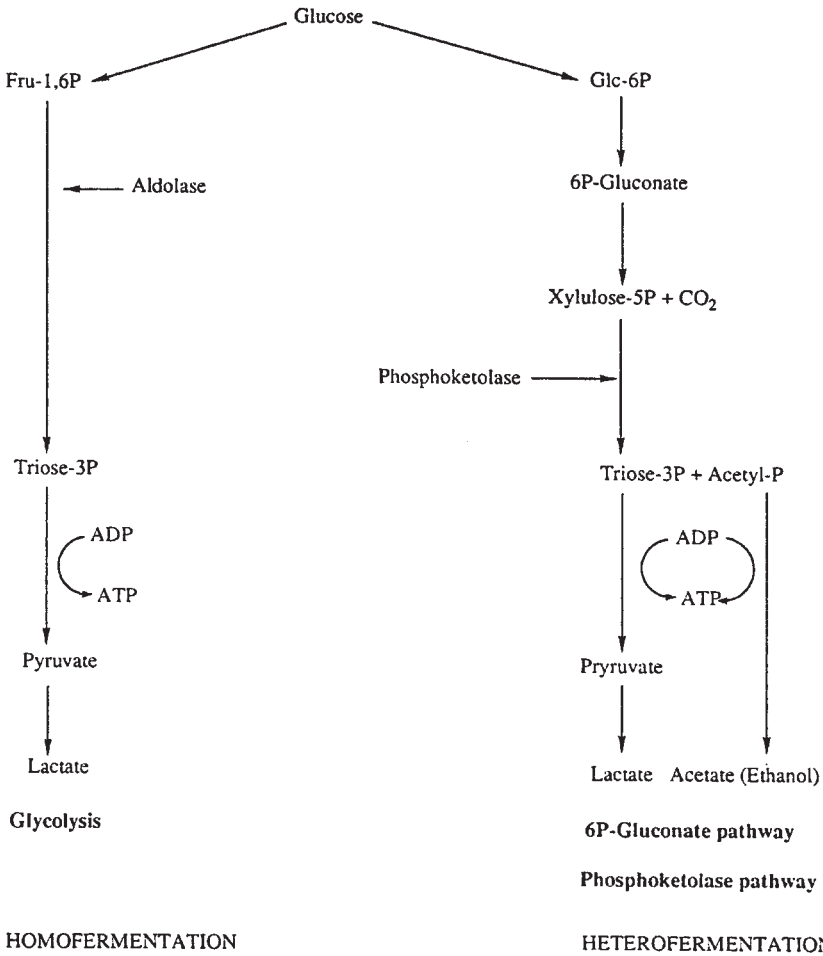 Glucose
Fru-1,6P
Glc-6P
Aldolase
6P-Gluconate
Xylulose-5P + CO2
Phosphoketolase
Triose-3P
Triose-3P + Acetyl-P
ADP
ADP
ATP
ATP
Pyruvate
Pryruvate
Lactate
Lactate
Acetate (Ethanol)
Glycolysis
6P-Gluconate pathway
Phosphoketolase pathway
HOMOFERMENTATION
HETEROFERMENTATION